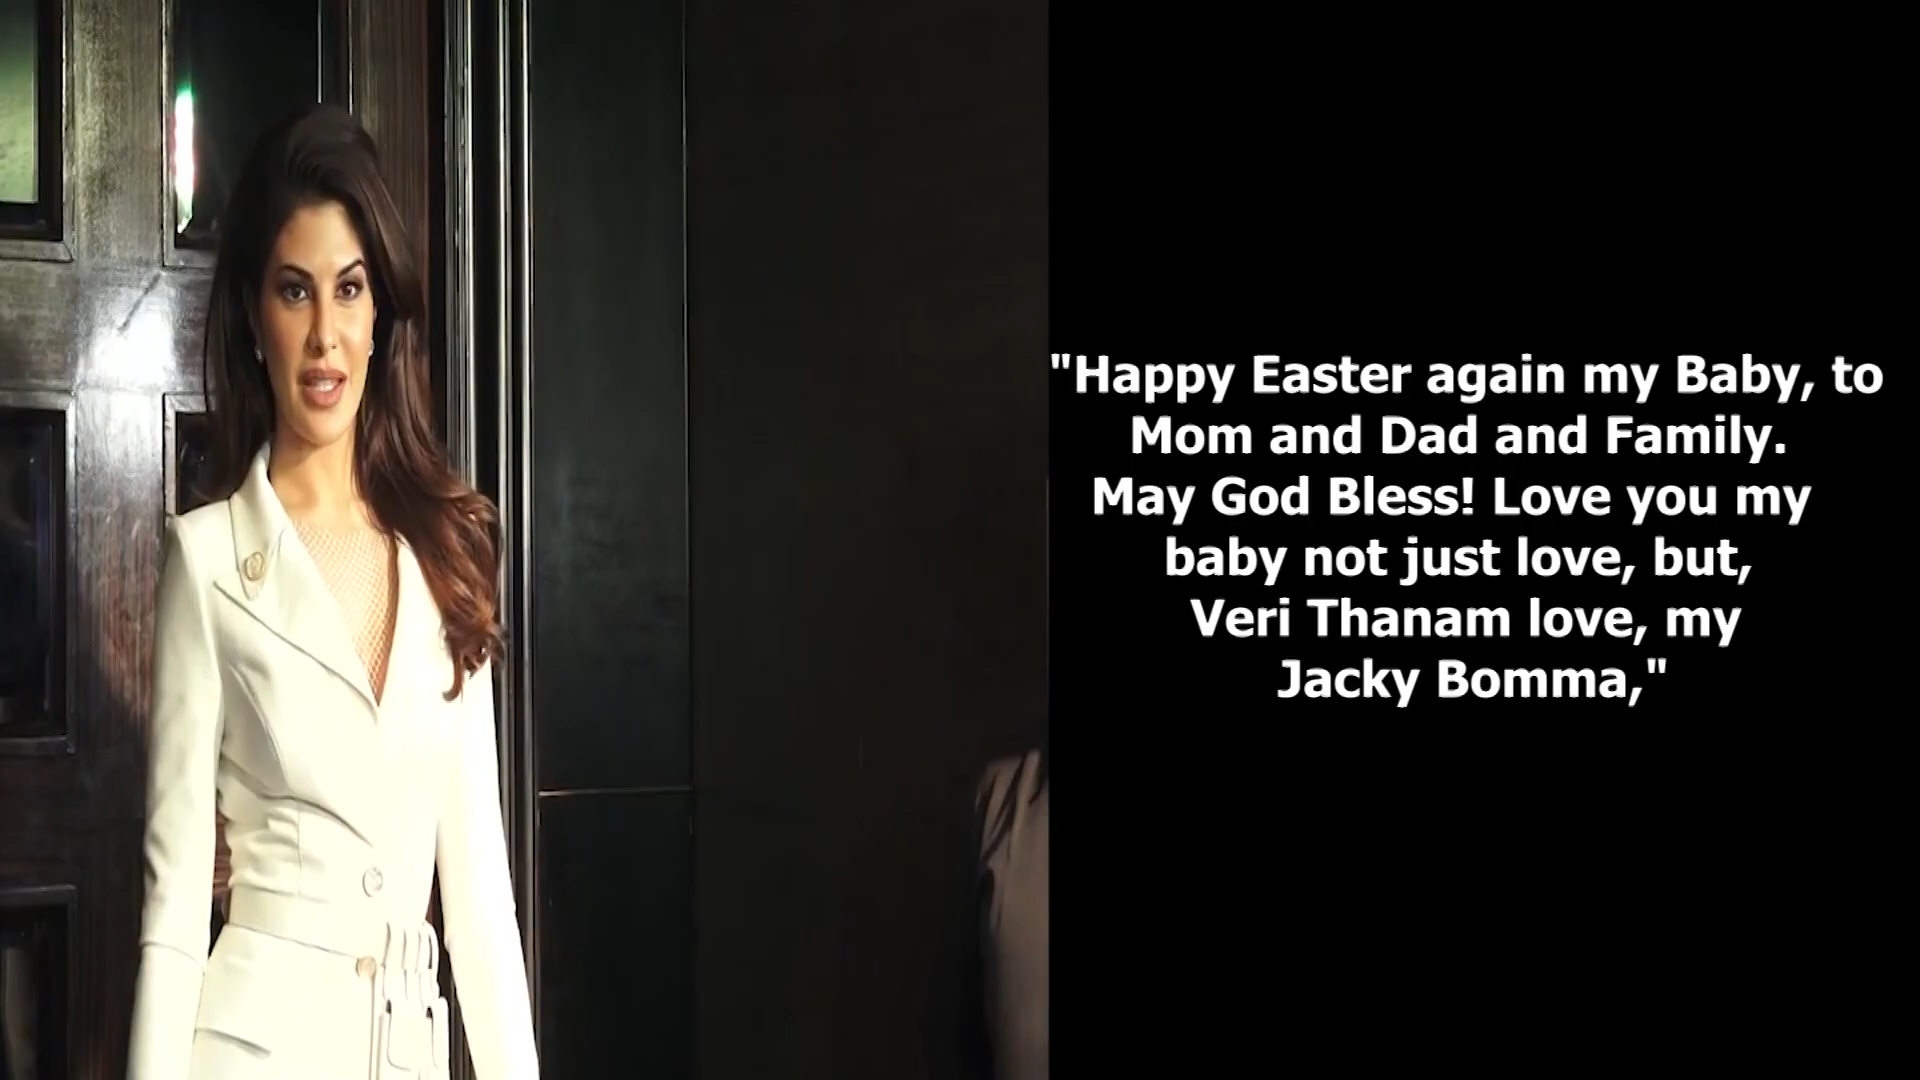 "Happy Easter again my Baby, to
Mom and Dad and Family.
May God Bless! Love you my
baby not just love, but,
Veri Thanam love, my
Jacky Bomma,"